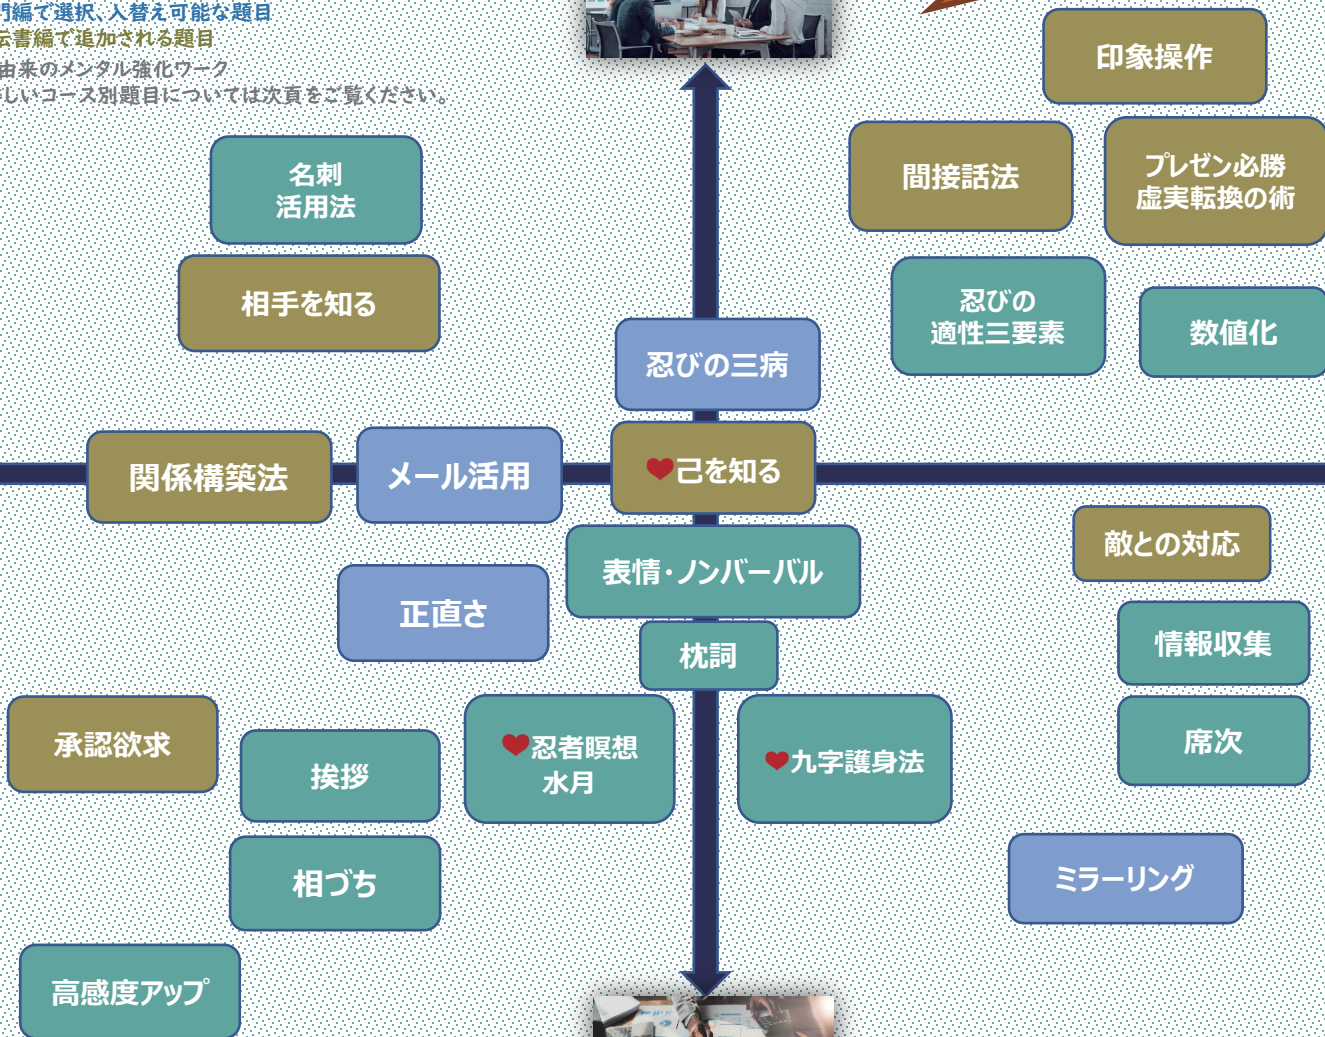 門編で選択、入替え可能な題目
伝書編で追加される題目
由来のメンタル強化ワーク
しいコース別題目については次頁をご覧ください。
印象操作
名刺
活用法
間接話法
プレゼン必勝
虚実転換の術
相手を知る
忍びの
適性三要素
数値化
忍びの三病
関係構築法
メール活用
己を知る
敵との対応
表情・ノンバーバル
正直さ
枕詞
情報収集
承認欲求
挨拶
忍者瞑想
水月
九字護身法
席次
相づち
ミラーリング
高感度アップ